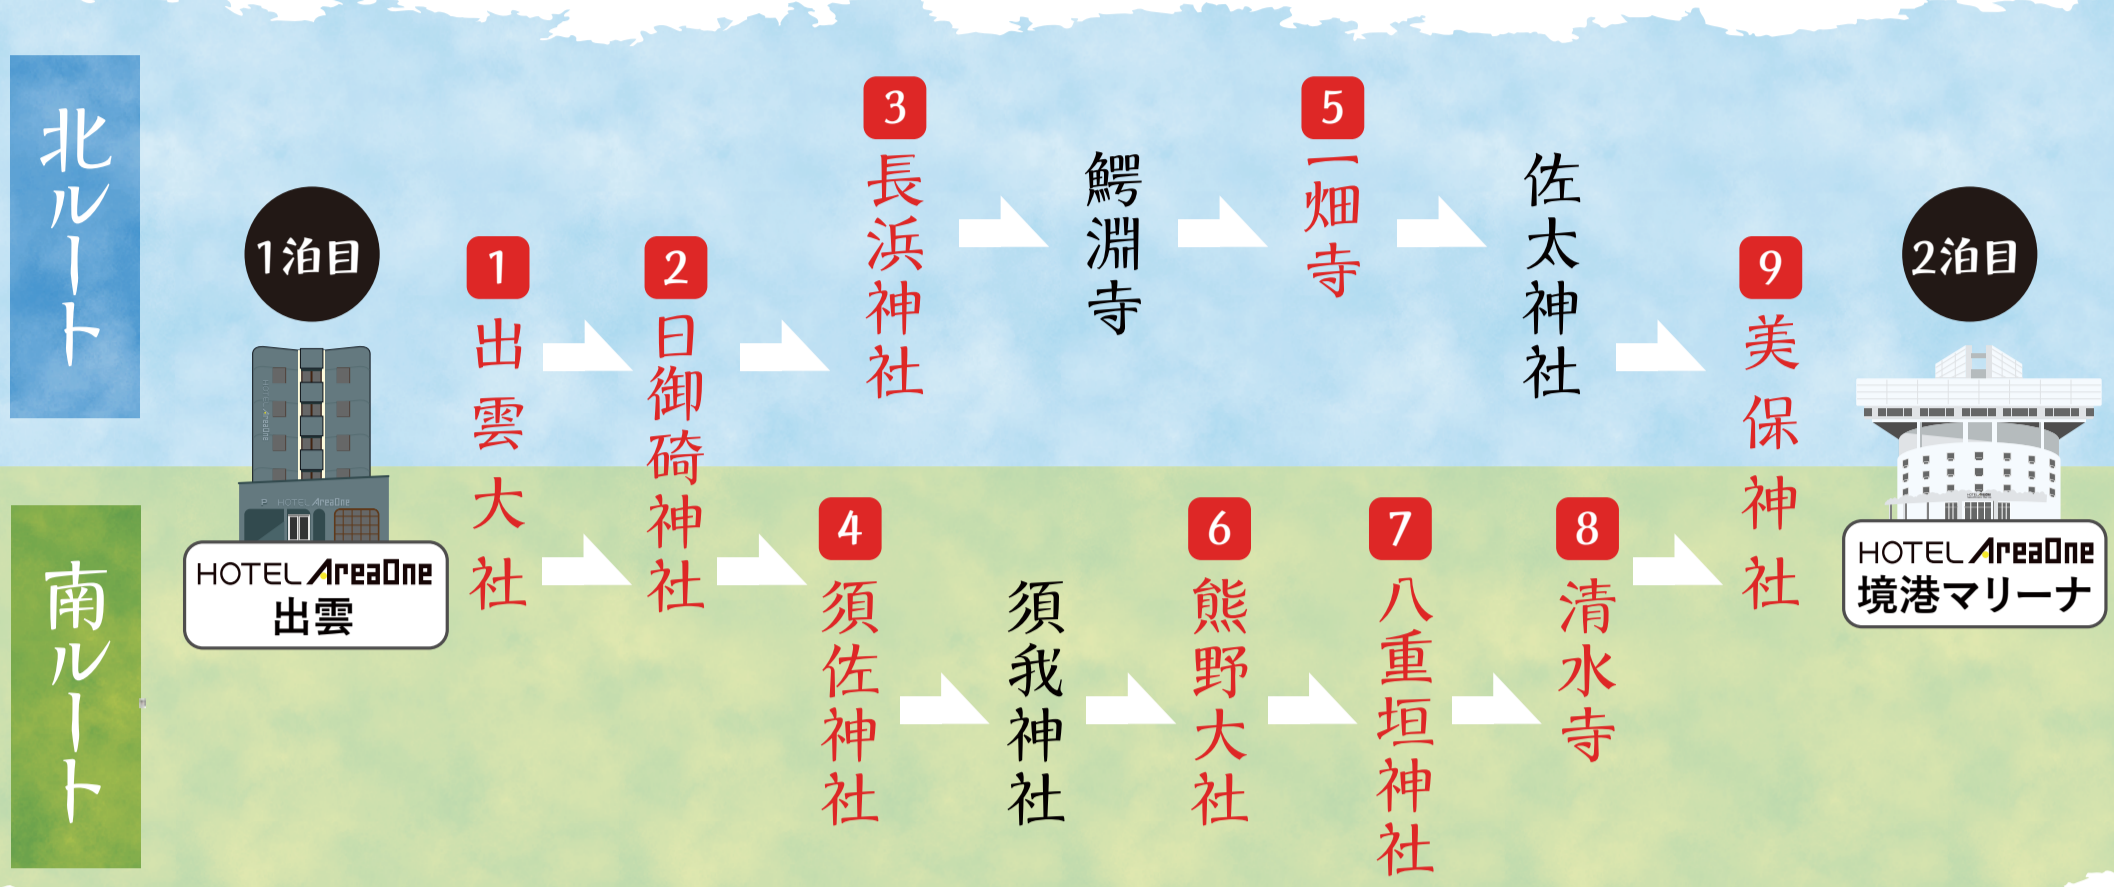 北ルート
1泊目
HOTEL AreaOne
出雲
1
出雲大社
2
日御碕神社
3
長浜神社
鰐淵寺
5
一畑寺
佐太神社
9
美保神社
2泊目
HOTEL AreaOne
境港マリーナ
南ルート
4
須佐神社
須我神社
6
熊野大社
7
八重垣神社
8
清水寺
P HOTEL AreaOne